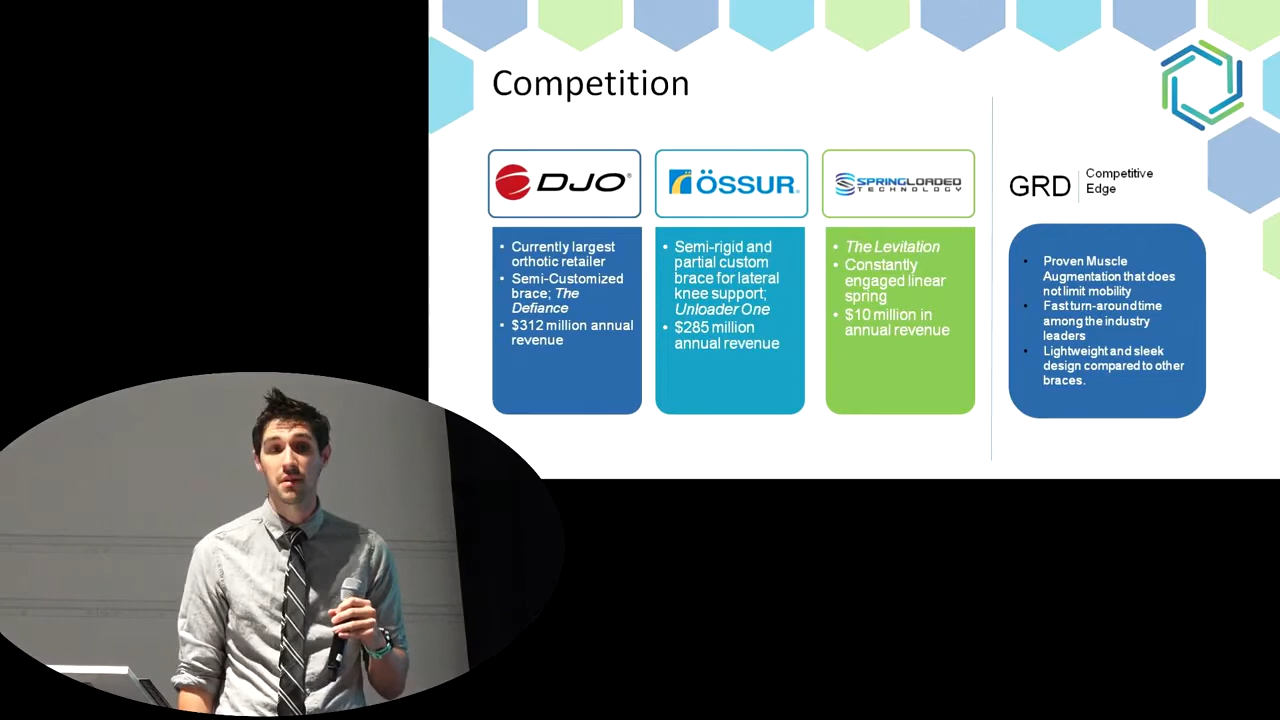 Competition
DJO®
• Currently largest
orthotic retailer
• Semi-Customized
brace; The
Defiance
• $312 million annual
revenue
ÖSSUR®
• Semi-rigid and
partial custom
brace for lateral
knee support;
Unloader One
• $285 million
annual revenue
SPRINGLOADED
TECHNOLOGY
• The Levitation
• Constantly
engaged linear
spring
• $10 million in
annual revenue
GRD
Competitive
Edge
• Proven Muscle
Augmentation that does
not limit mobility
• Fast turn-around time
among the industry
leaders
• Lightweight and sleek
design compared to other
braces.